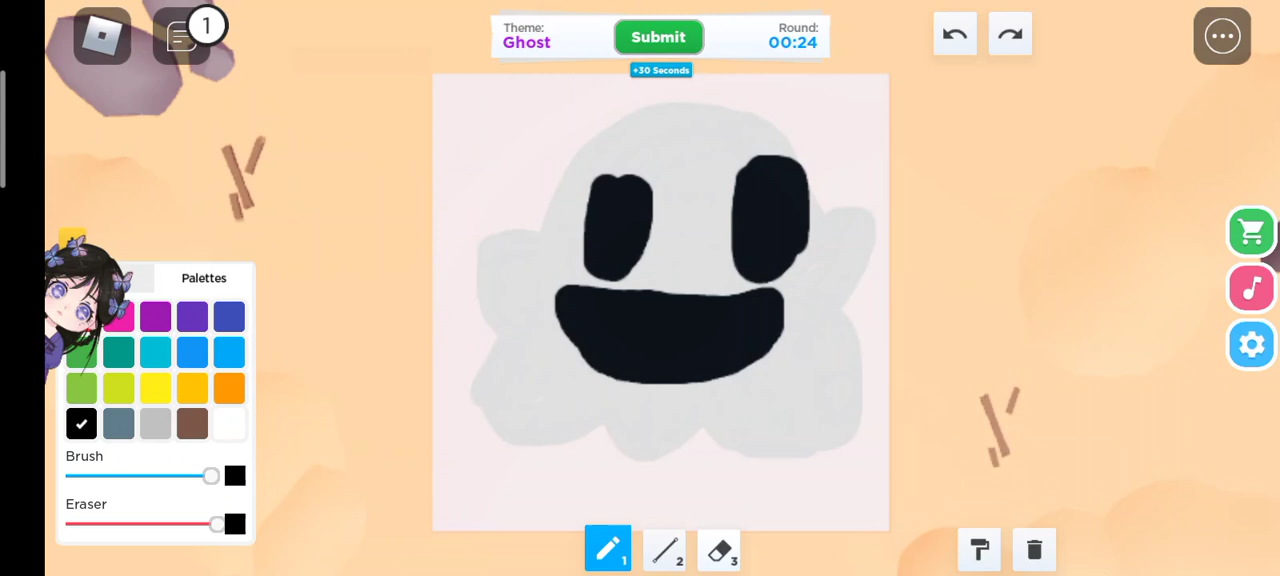 1
Theme:
Ghost
Submit
Round:
00:24
+30 Seconds
Palettes
Brush
Eraser
1
2
3